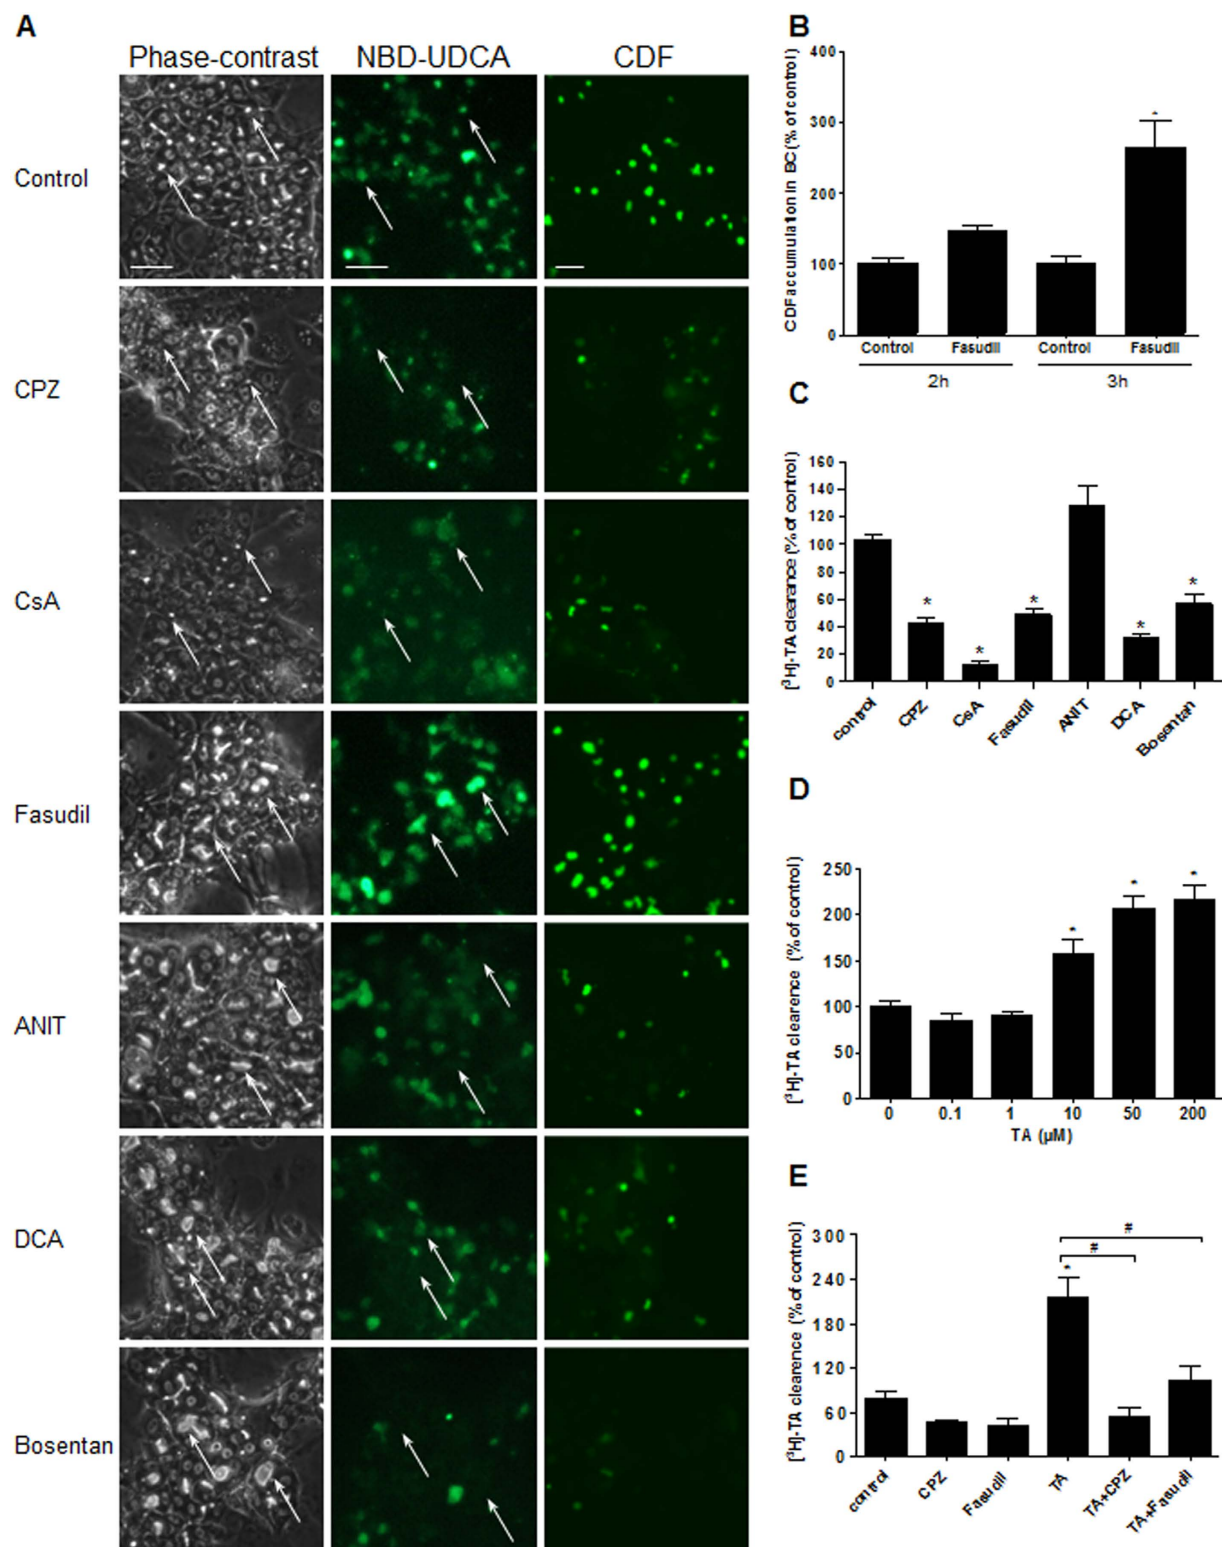 A
Phase-contrast
NBD-UDCA
CDF
Control
CPZ
CsA
Fasudil
ANIT
DCA
Bosentan
B
CDF accumulation in BC (% of control)
400
300
200
100
0
*
Control
Fasudil
Control
Fasudil
2h
3h
C
[³H]-TA clearance (% of control)
160
140
120
100
80
60
40
20
0
*
*
*
*
*
control
CPZ
CsA
Fasudil
ANIT
DCA
Bosentan
D
[³H]-TA clearence (% of control)
250
200
150
100
50
0
*
*
*
0
0.1
1
10
50
200
TA (µM)
E
[³H]-TA clearence (% of control)
300
240
180
120
60
0
#
#
*
control
CPZ
Fasudil
TA
TA+CPZ
TA+Fasudil